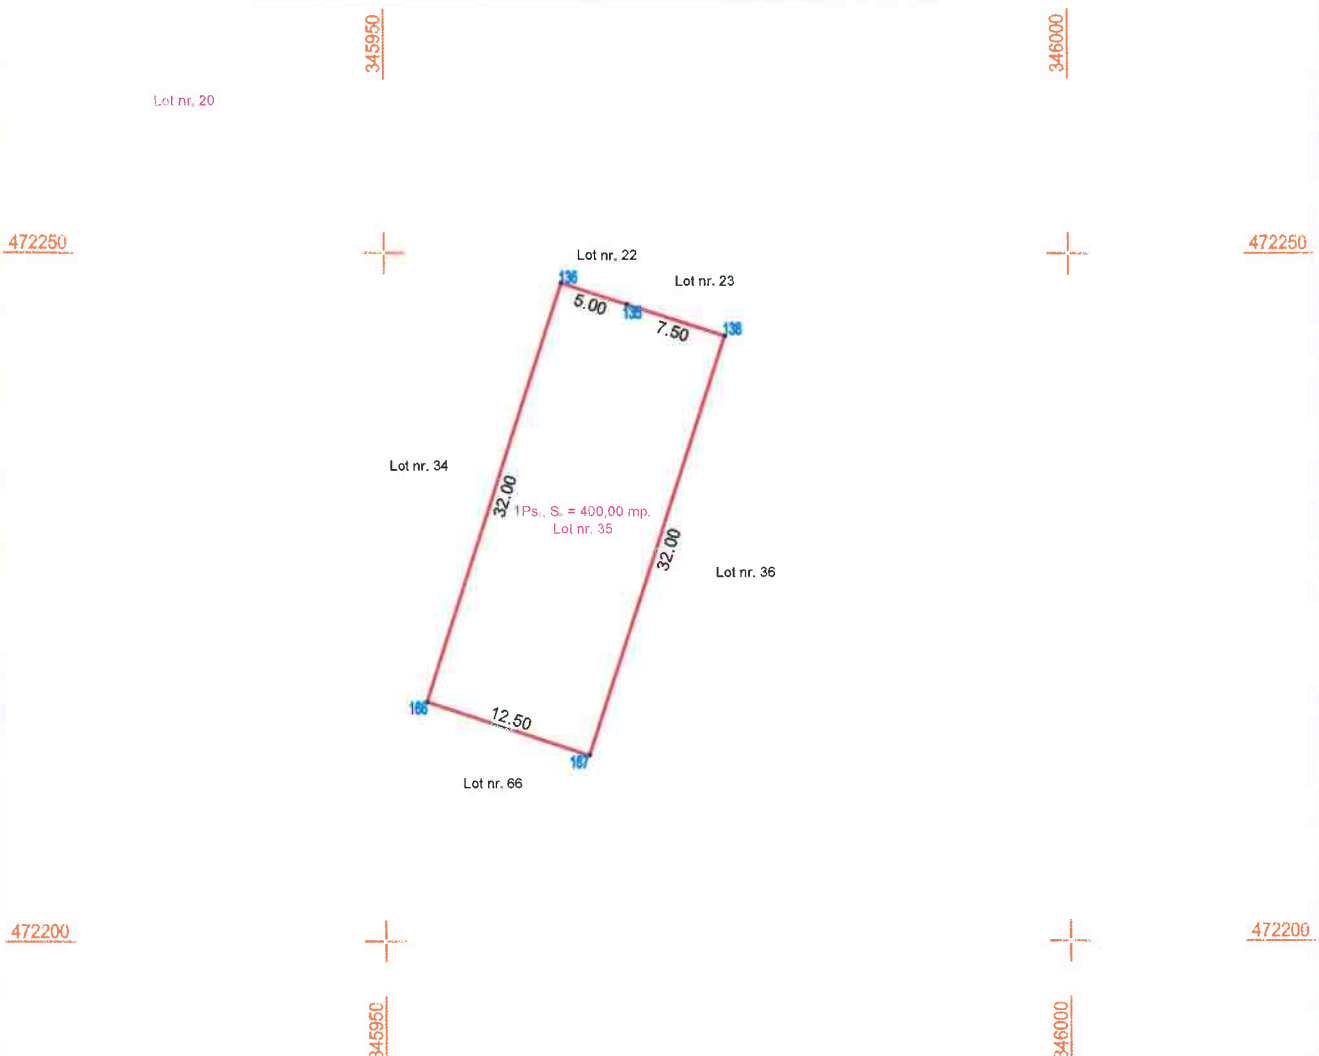 345950
346000
Lot nr. 20
472250
472250
Lot nr. 22
136
Lot nr. 23
5.00
135
7.50
138
Lot nr. 34
32.00
1Ps., S. = 400,00 mp.
Lot nr. 35
32.00
Lot nr. 36
166
12.50
167
Lot nr. 66
472200
472200
345950
346000